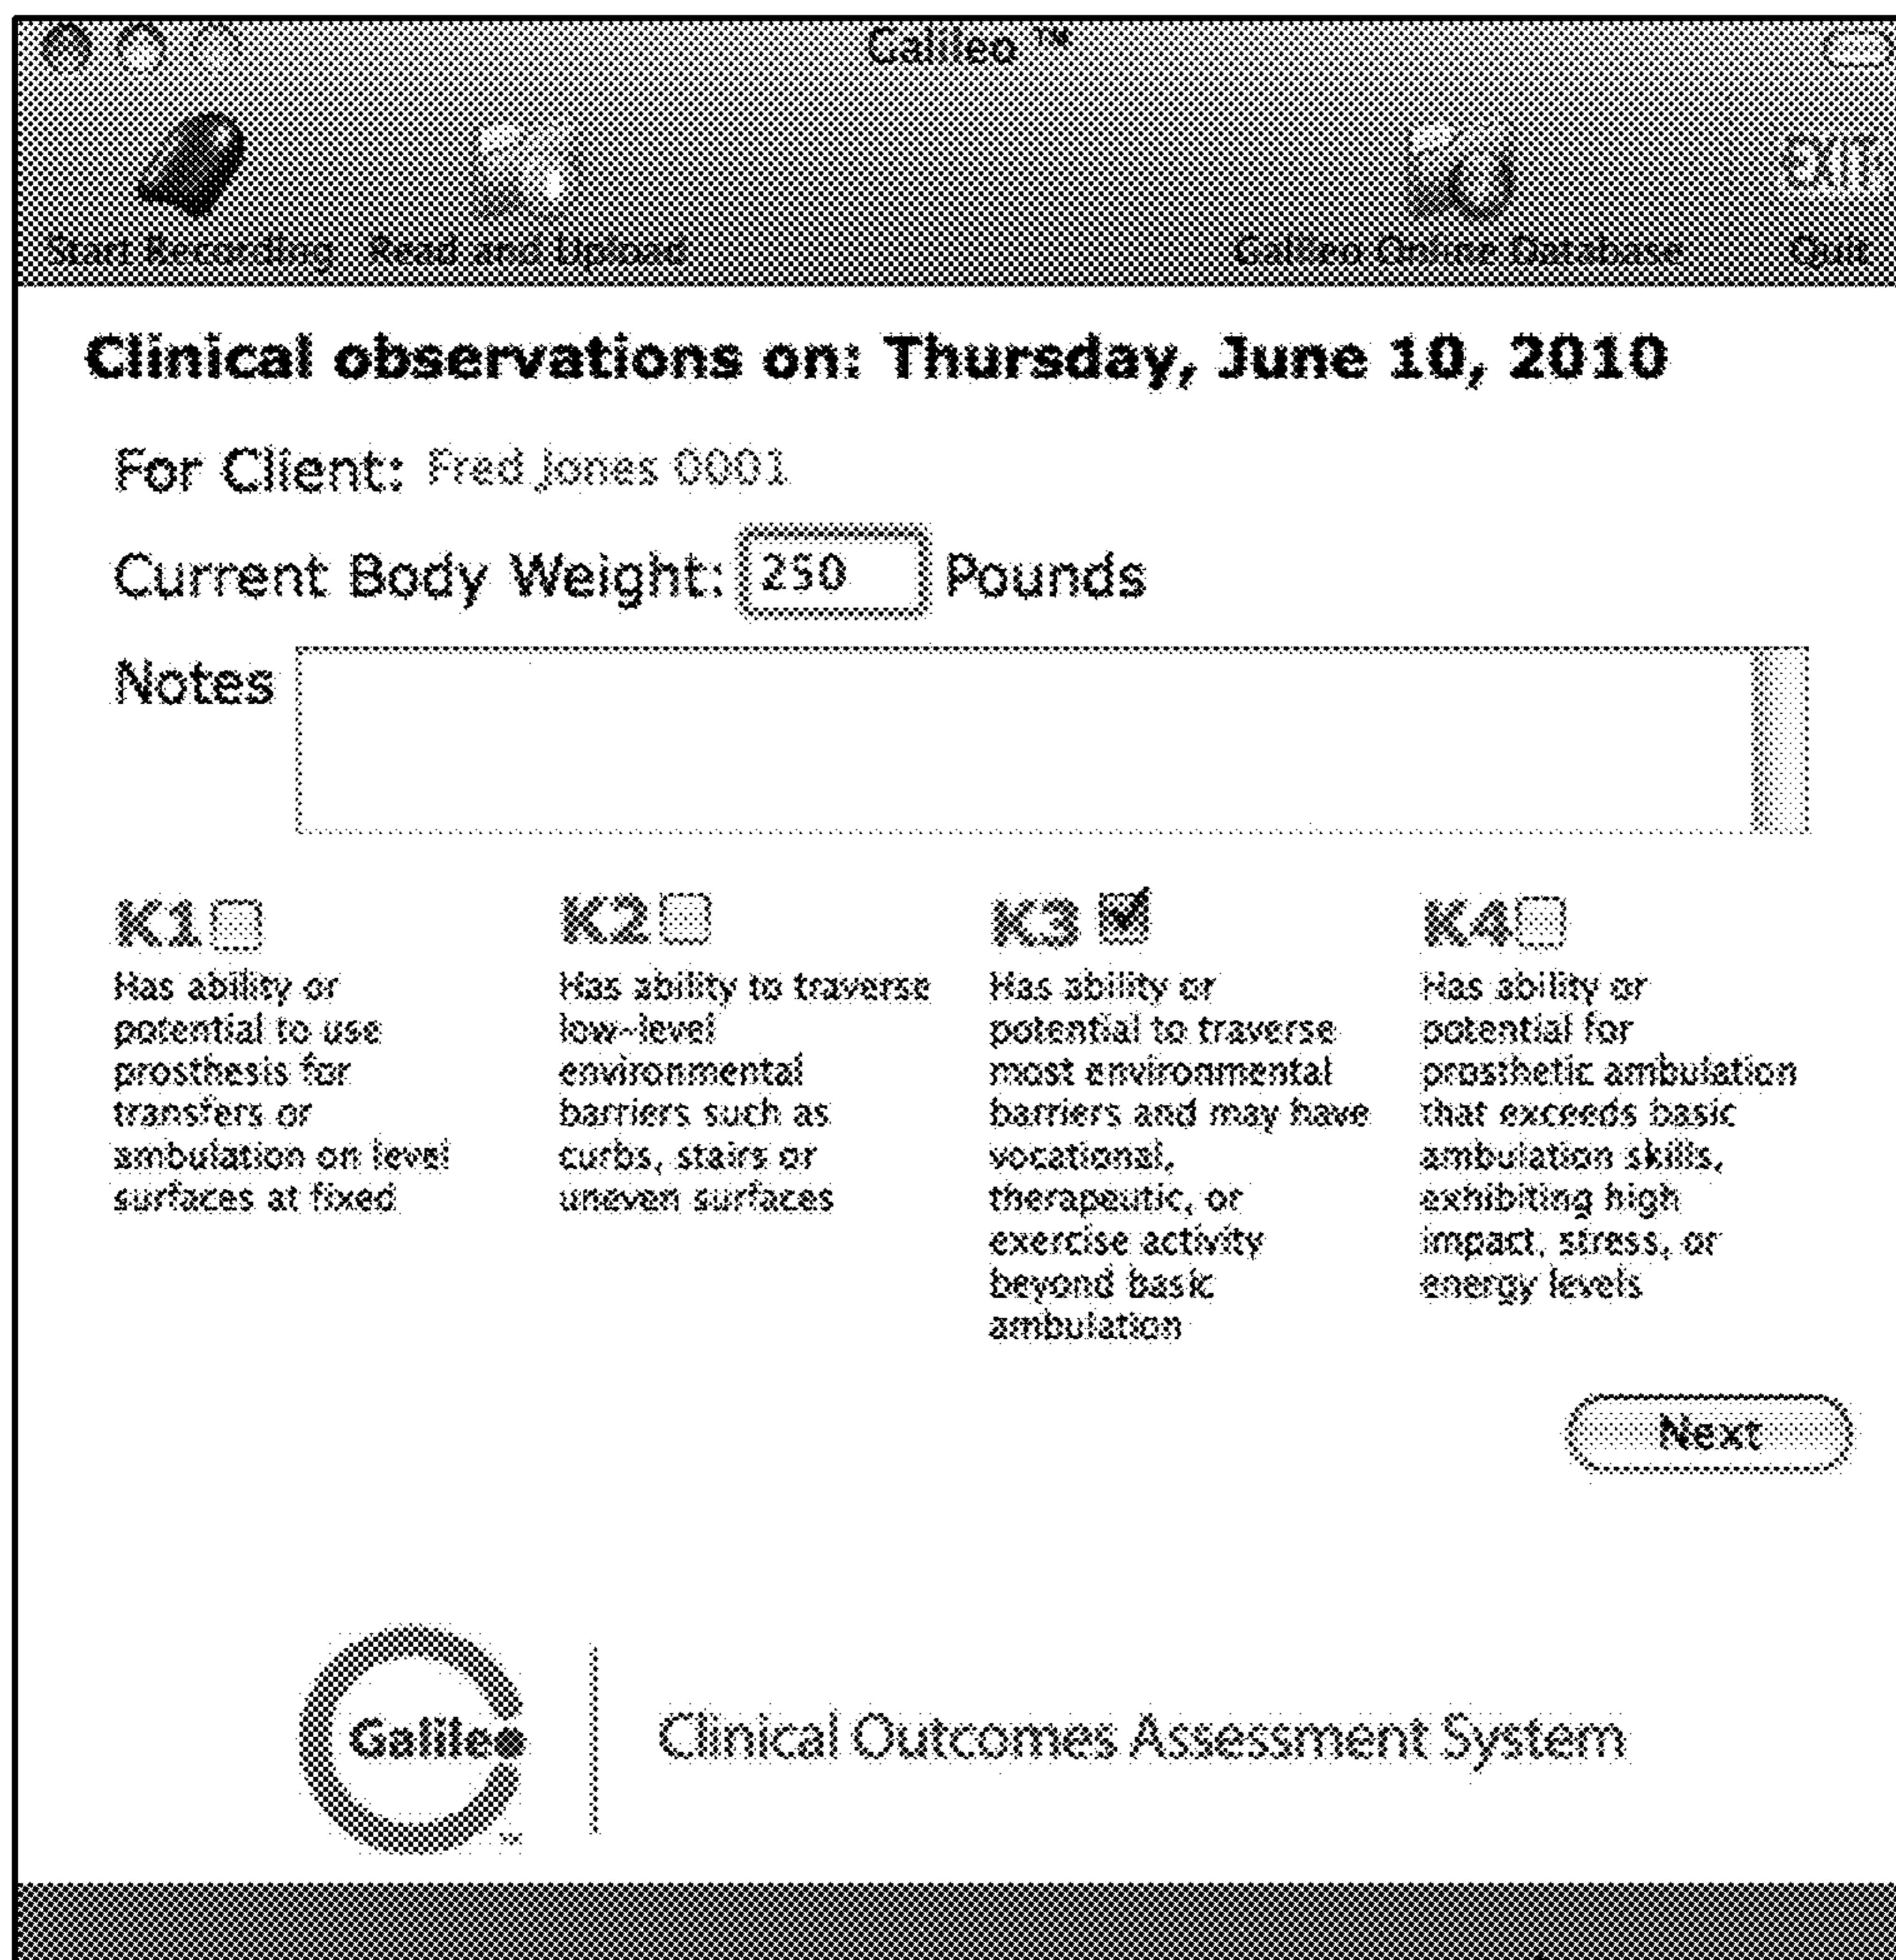 Galileo ™
EXIT
Start Recording Read and Upload Galileo Online Database Quit
Clinical observations on: Thursday, June 10, 2010
For Client: Fred Jones 0001
Current Body Weight: 250 Pounds
Notes
K1
Has ability or
potential to use
prosthesis for
transfers or
ambulation on level
surfaces at fixed
K2
Has ability to traverse
low-level
environmental
barriers such as
curbs, stairs or
uneven surfaces
K3
Has ability or
potential to traverse
most environmental
barriers and may have
vocational,
therapeutic, or
exercise activity
beyond basic
ambulation
K4
Has ability or
potential for
prosthetic ambulation
that exceeds basic
ambulation skills,
exhibiting high
impact, stress, or
energy levels
Next
Galileo
Clinical Outcomes Assessment System